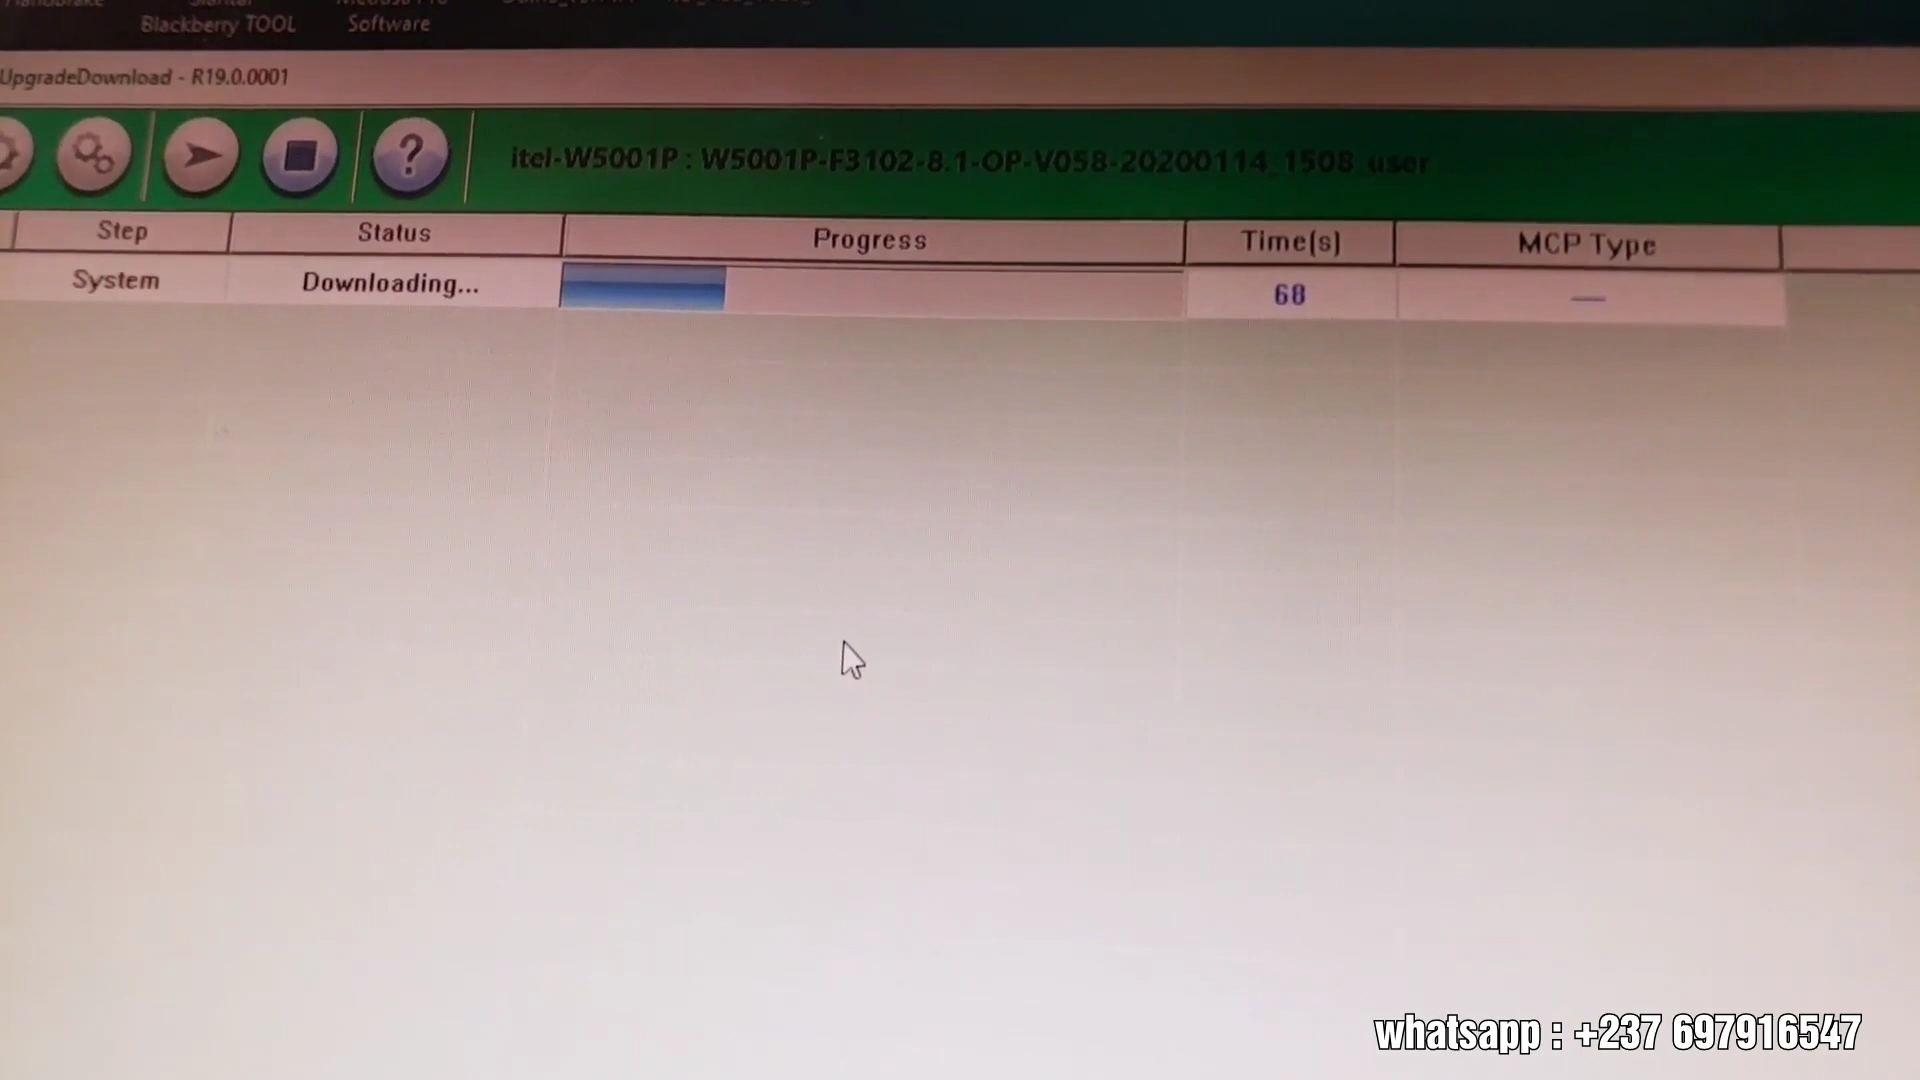 Blackberry TOOL
Software
UpgradeDownload - R19.0.0001
itel-W5001P : W5001P-F3102-8.1-OP-V058-20200114_1508_user
Step Status Progress Time(s) MCP Type
System Downloading... 68 —
whatsapp : +237 697916547